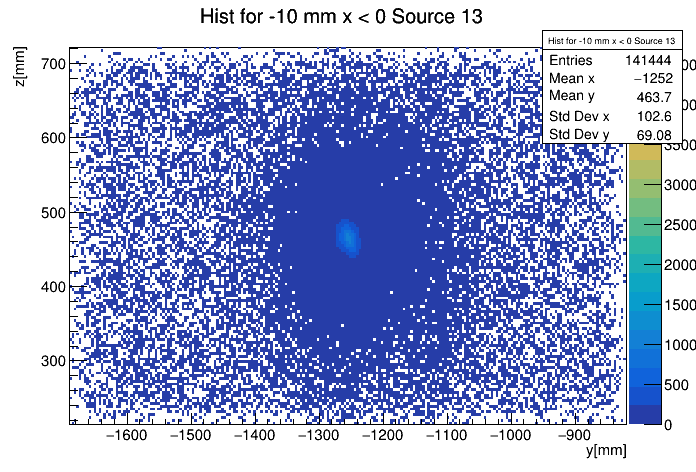 Hist for -10 mm x < 0 Source 13
Hist for -10 mm x < 0 Source 13
Entries 141444
Mean x −1252
Mean y 463.7
Std Dev x 102.6
Std Dev y 69.08
z[mm]
700
600
500
400
300
−1600 −1500 −1400 −1300 −1200 −1100 −1000 −900
y[mm]
3500
3000
2500
2000
1500
1000
500
0